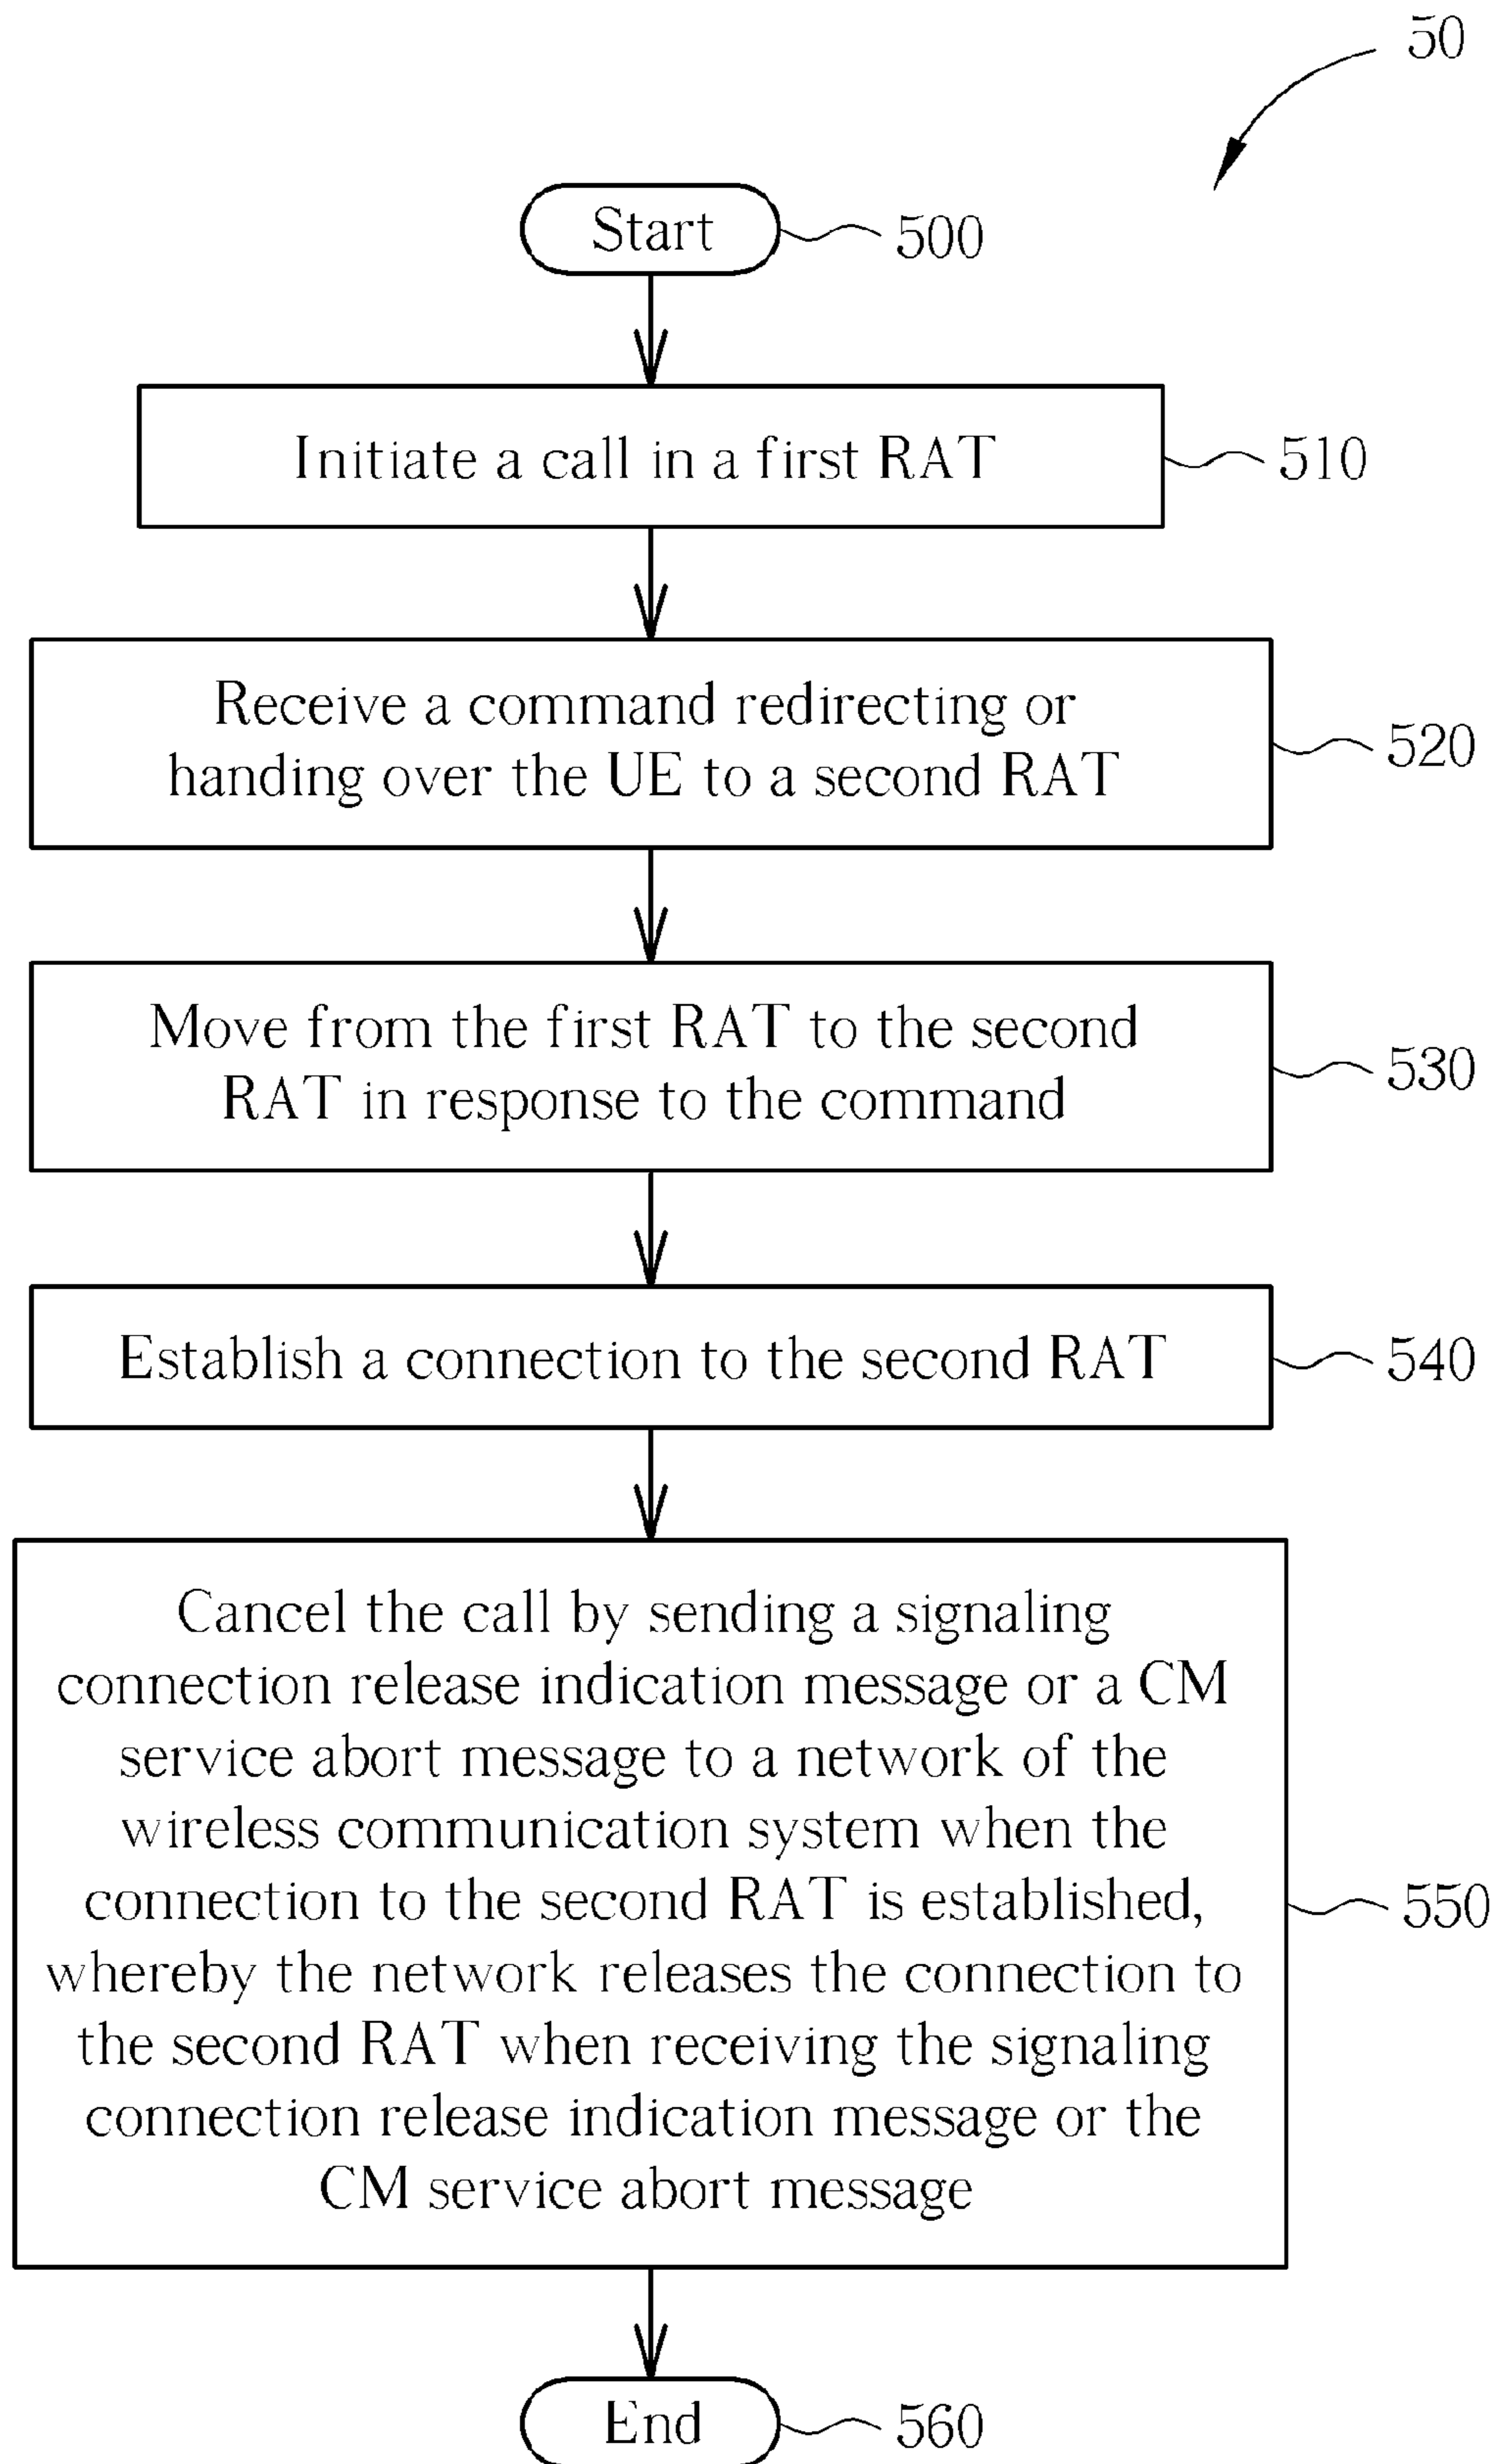 50
Start
500
Initiate a call in a first RAT
510
Receive a command redirecting or
handing over the UE to a second RAT
520
Move from the first RAT to the second
RAT in response to the command
530
Establish a connection to the second RAT
540
Cancel the call by sending a signaling
connection release indication message or a CM
service abort message to a network of the
wireless communication system when the
connection to the second RAT is established,
whereby the network releases the connection to
the second RAT when receiving the signaling
connection release indication message or the
CM service abort message
550
End
560